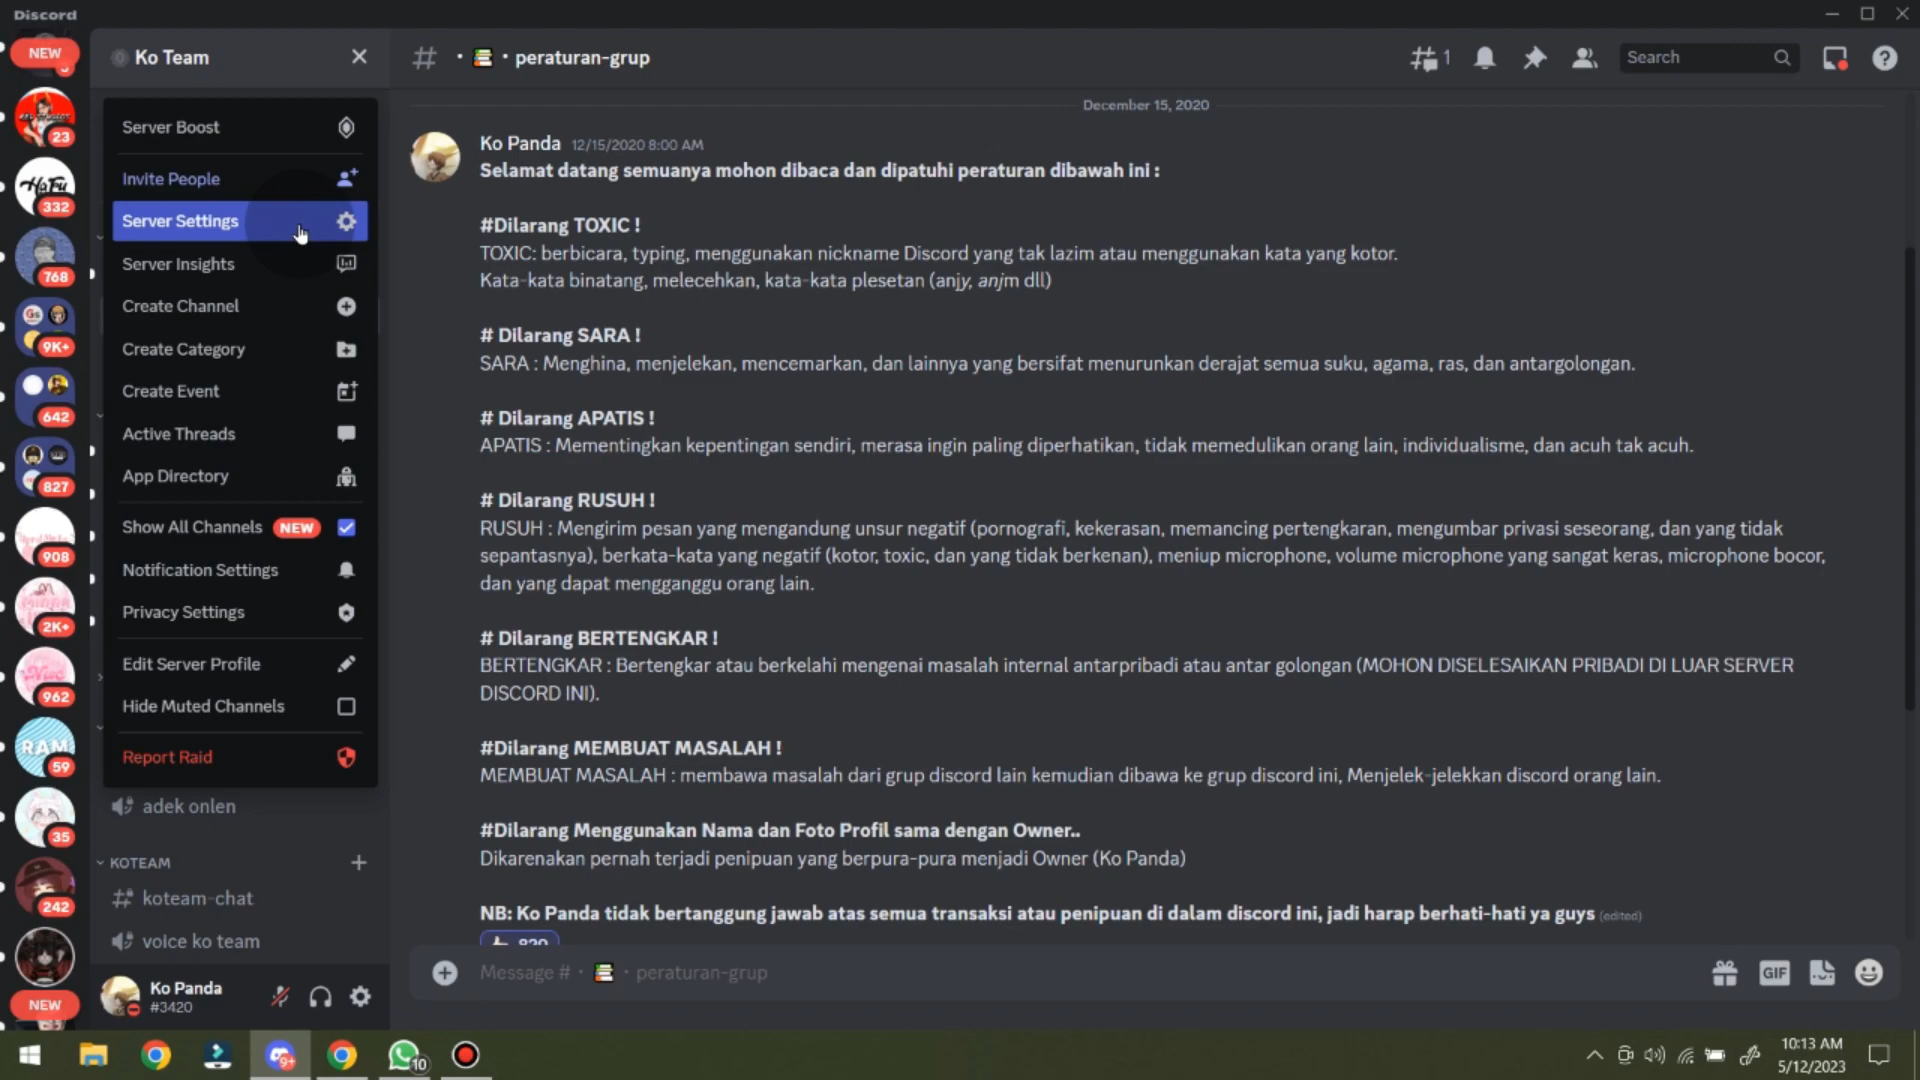 Discord
NEW
23
HaFu
332
768
9K+
642
827
908
2K+
962
RAM
59
35
242
NEW
Ko Team
Server Boost
Invite People
Server Settings
Server Insights
Create Channel
Create Category
Create Event
Active Threads
App Directory
Show All Channels NEW
Notification Settings
Privacy Settings
Edit Server Profile
Hide Muted Channels
Report Raid
adek onlen
KOTEAM
koteam-chat
voice ko team
Ko Panda
#3420
peraturan-grup
1
Search
December 15, 2020
Ko Panda 12/15/2020 8:00 AM
Selamat datang semuanya mohon dibaca dan dipatuhi peraturan dibawah ini :
#Dilarang TOXIC !
TOXIC: berbicara, typing, menggunakan nickname Discord yang tak lazim atau menggunakan kata yang kotor.
Kata-kata binatang, melecehkan, kata-kata plesetan (anjy, anjm dll)
# Dilarang SARA !
SARA : Menghina, menjelekan, mencemarkan, dan lainnya yang bersifat menurunkan derajat semua suku, agama, ras, dan antargolongan.
# Dilarang APATIS !
APATIS : Mementingkan kepentingan sendiri, merasa ingin paling diperhatikan, tidak memedulikan orang lain, individualisme, dan acuh tak acuh.
# Dilarang RUSUH !
RUSUH : Mengirim pesan yang mengandung unsur negatif (pornografi, kekerasan, memancing pertengkaran, mengumbar privasi seseorang, dan yang tidak
sepantasnya), berkata-kata yang negatif (kotor, toxic, dan yang tidak berkenan), meniup microphone, volume microphone yang sangat keras, microphone bocor,
dan yang dapat mengganggu orang lain.
# Dilarang BERTENGKAR !
BERTENGKAR : Bertengkar atau berkelahi mengenai masalah internal antarpribadi atau antar golongan (MOHON DISELESAIKAN PRIBADI DI LUAR SERVER
DISCORD INI).
#Dilarang MEMBUAT MASALAH !
MEMBUAT MASALAH : membawa masalah dari grup discord lain kemudian dibawa ke grup discord ini, Menjelek-jelekkan discord orang lain.
#Dilarang Menggunakan Nama dan Foto Profil sama dengan Owner..
Dikarenakan pernah terjadi penipuan yang berpura-pura menjadi Owner (Ko Panda)
NB: Ko Panda tidak bertanggung jawab atas semua transaksi atau penipuan di dalam discord ini, jadi harap berhati-hati ya guys (edited)
Message # · · peraturan-grup
GIF
9+
10
10:13 AM
5/12/2023